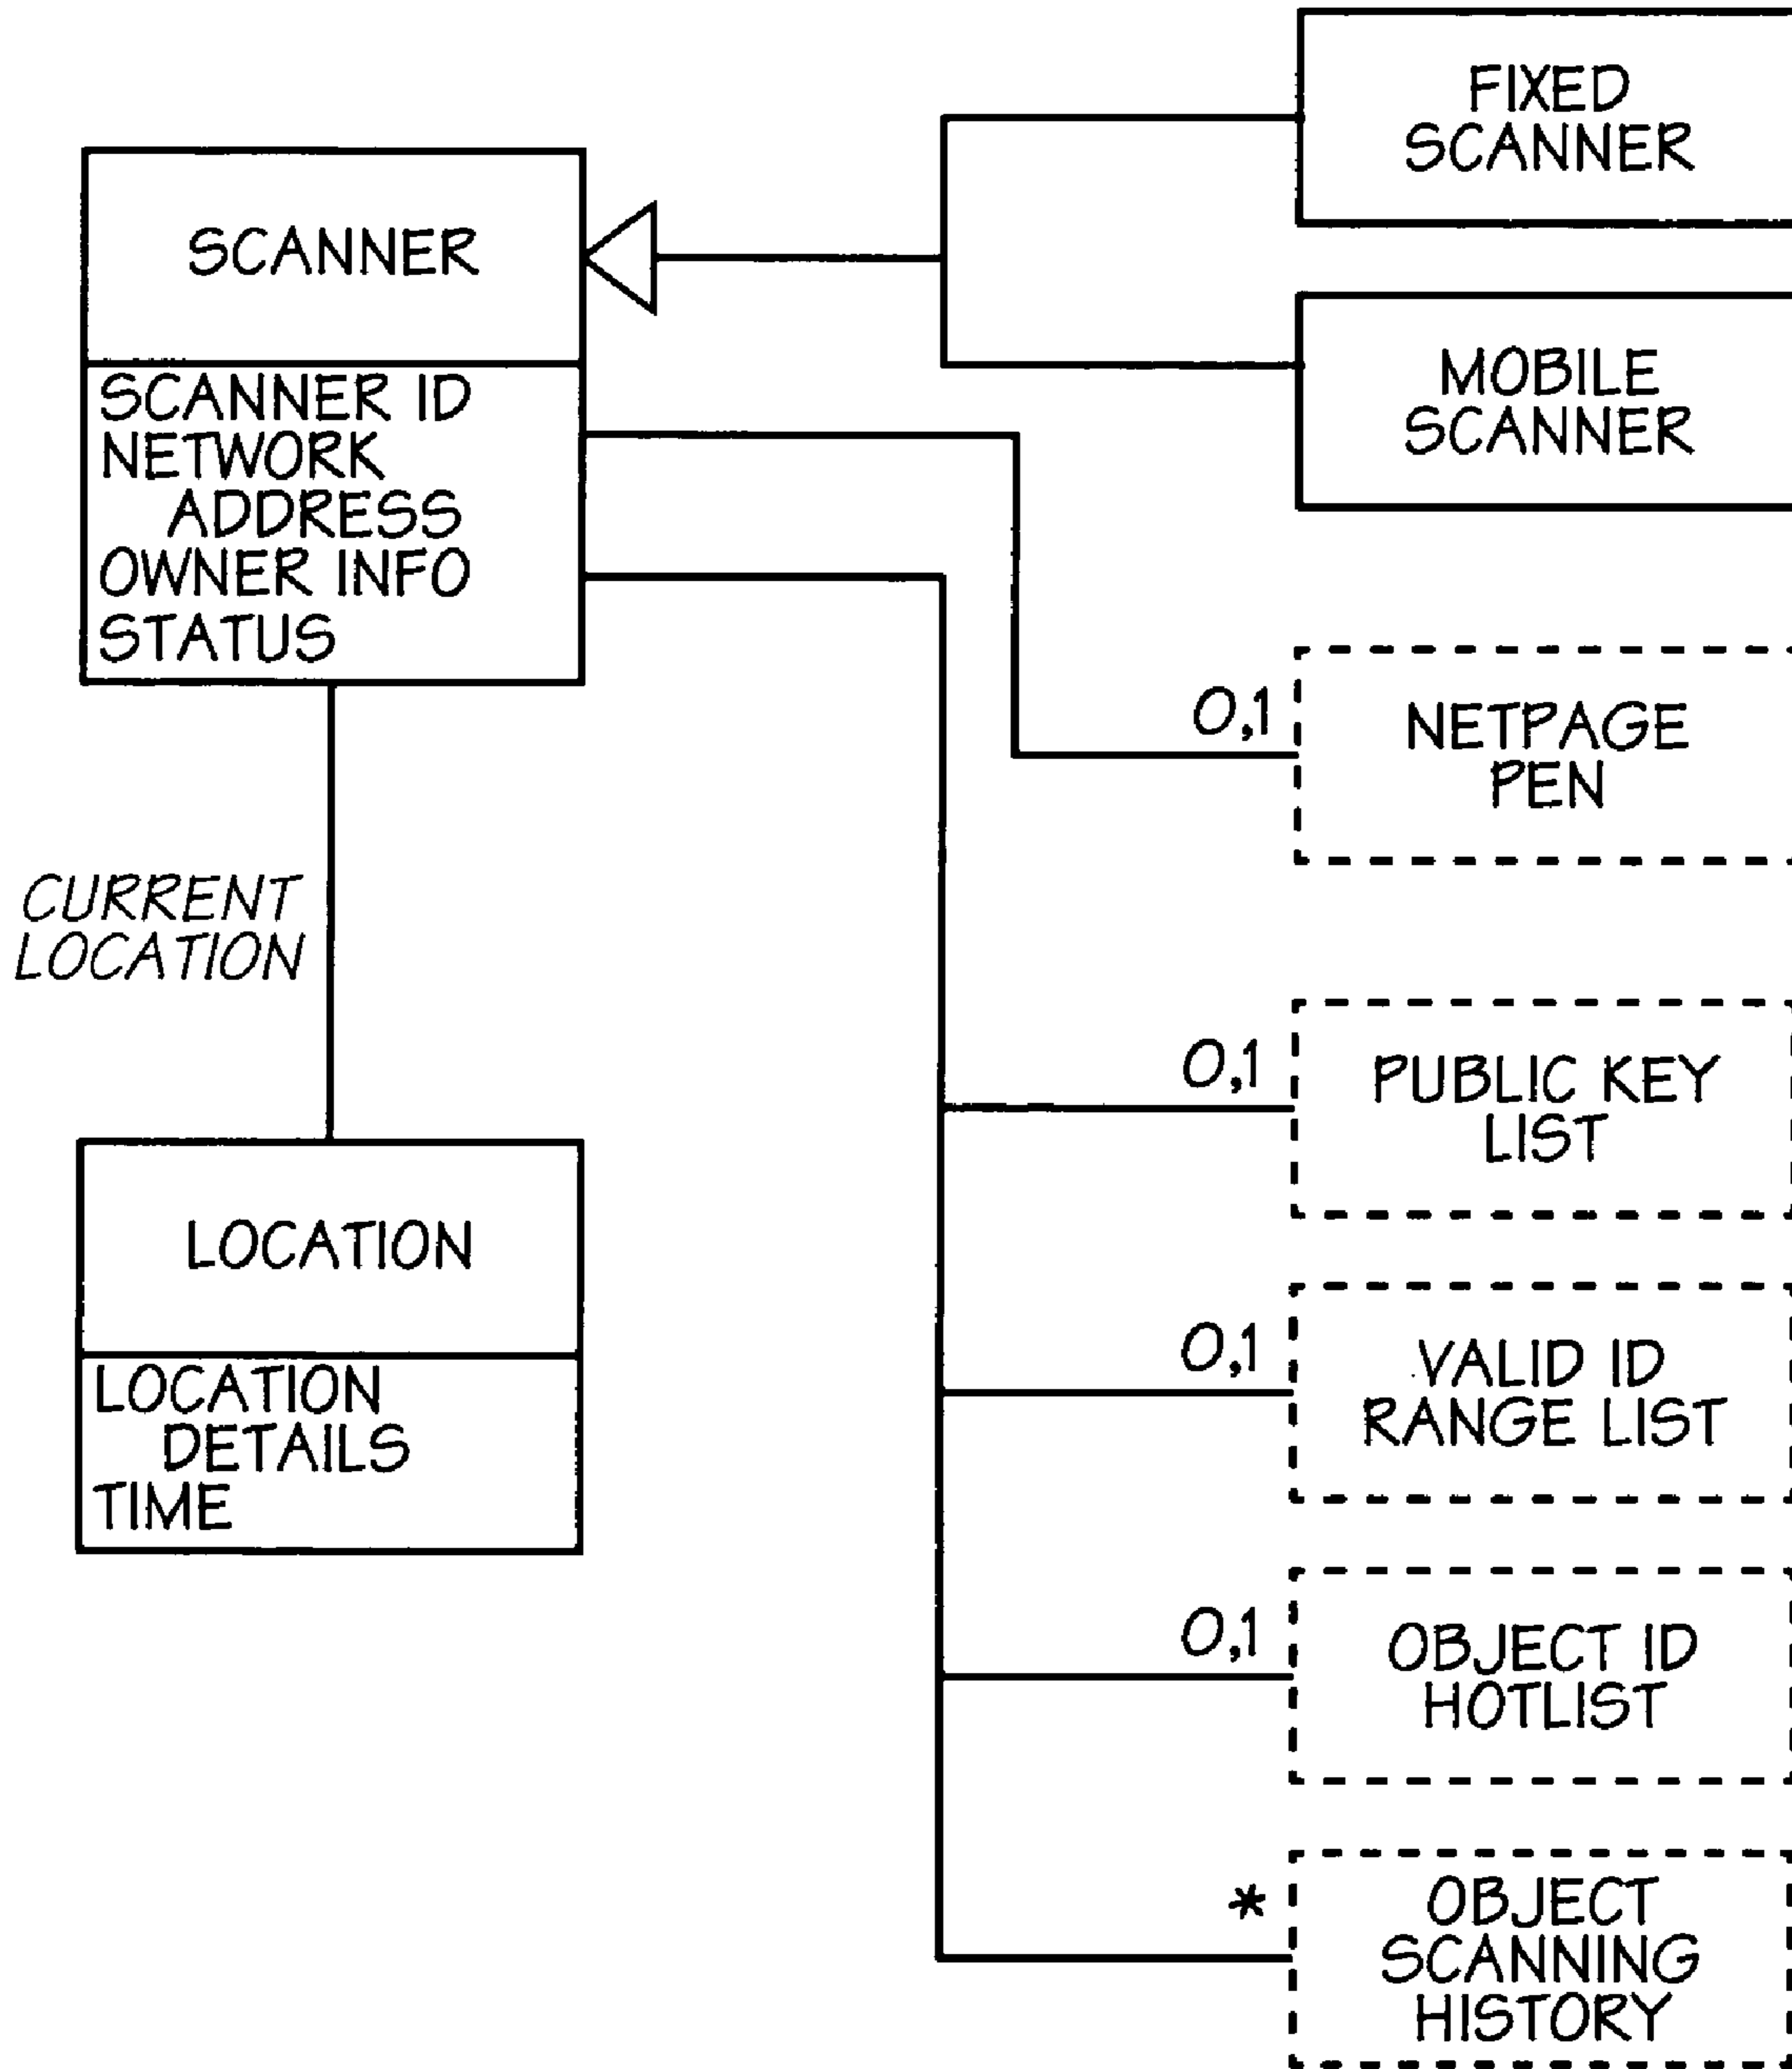 FIXED
SCANNER
SCANNER
SCANNER ID
NETWORK
ADDRESS
OWNER INFO
STATUS
MOBILE
SCANNER
0,1
NETPAGE
PEN
CURRENT
LOCATION
0,1
PUBLIC KEY
LIST
LOCATION
LOCATION
DETAILS
TIME
0,1
VALID ID
RANGE LIST
0,1
OBJECT ID
HOTLIST
*
OBJECT
SCANNING
HISTORY